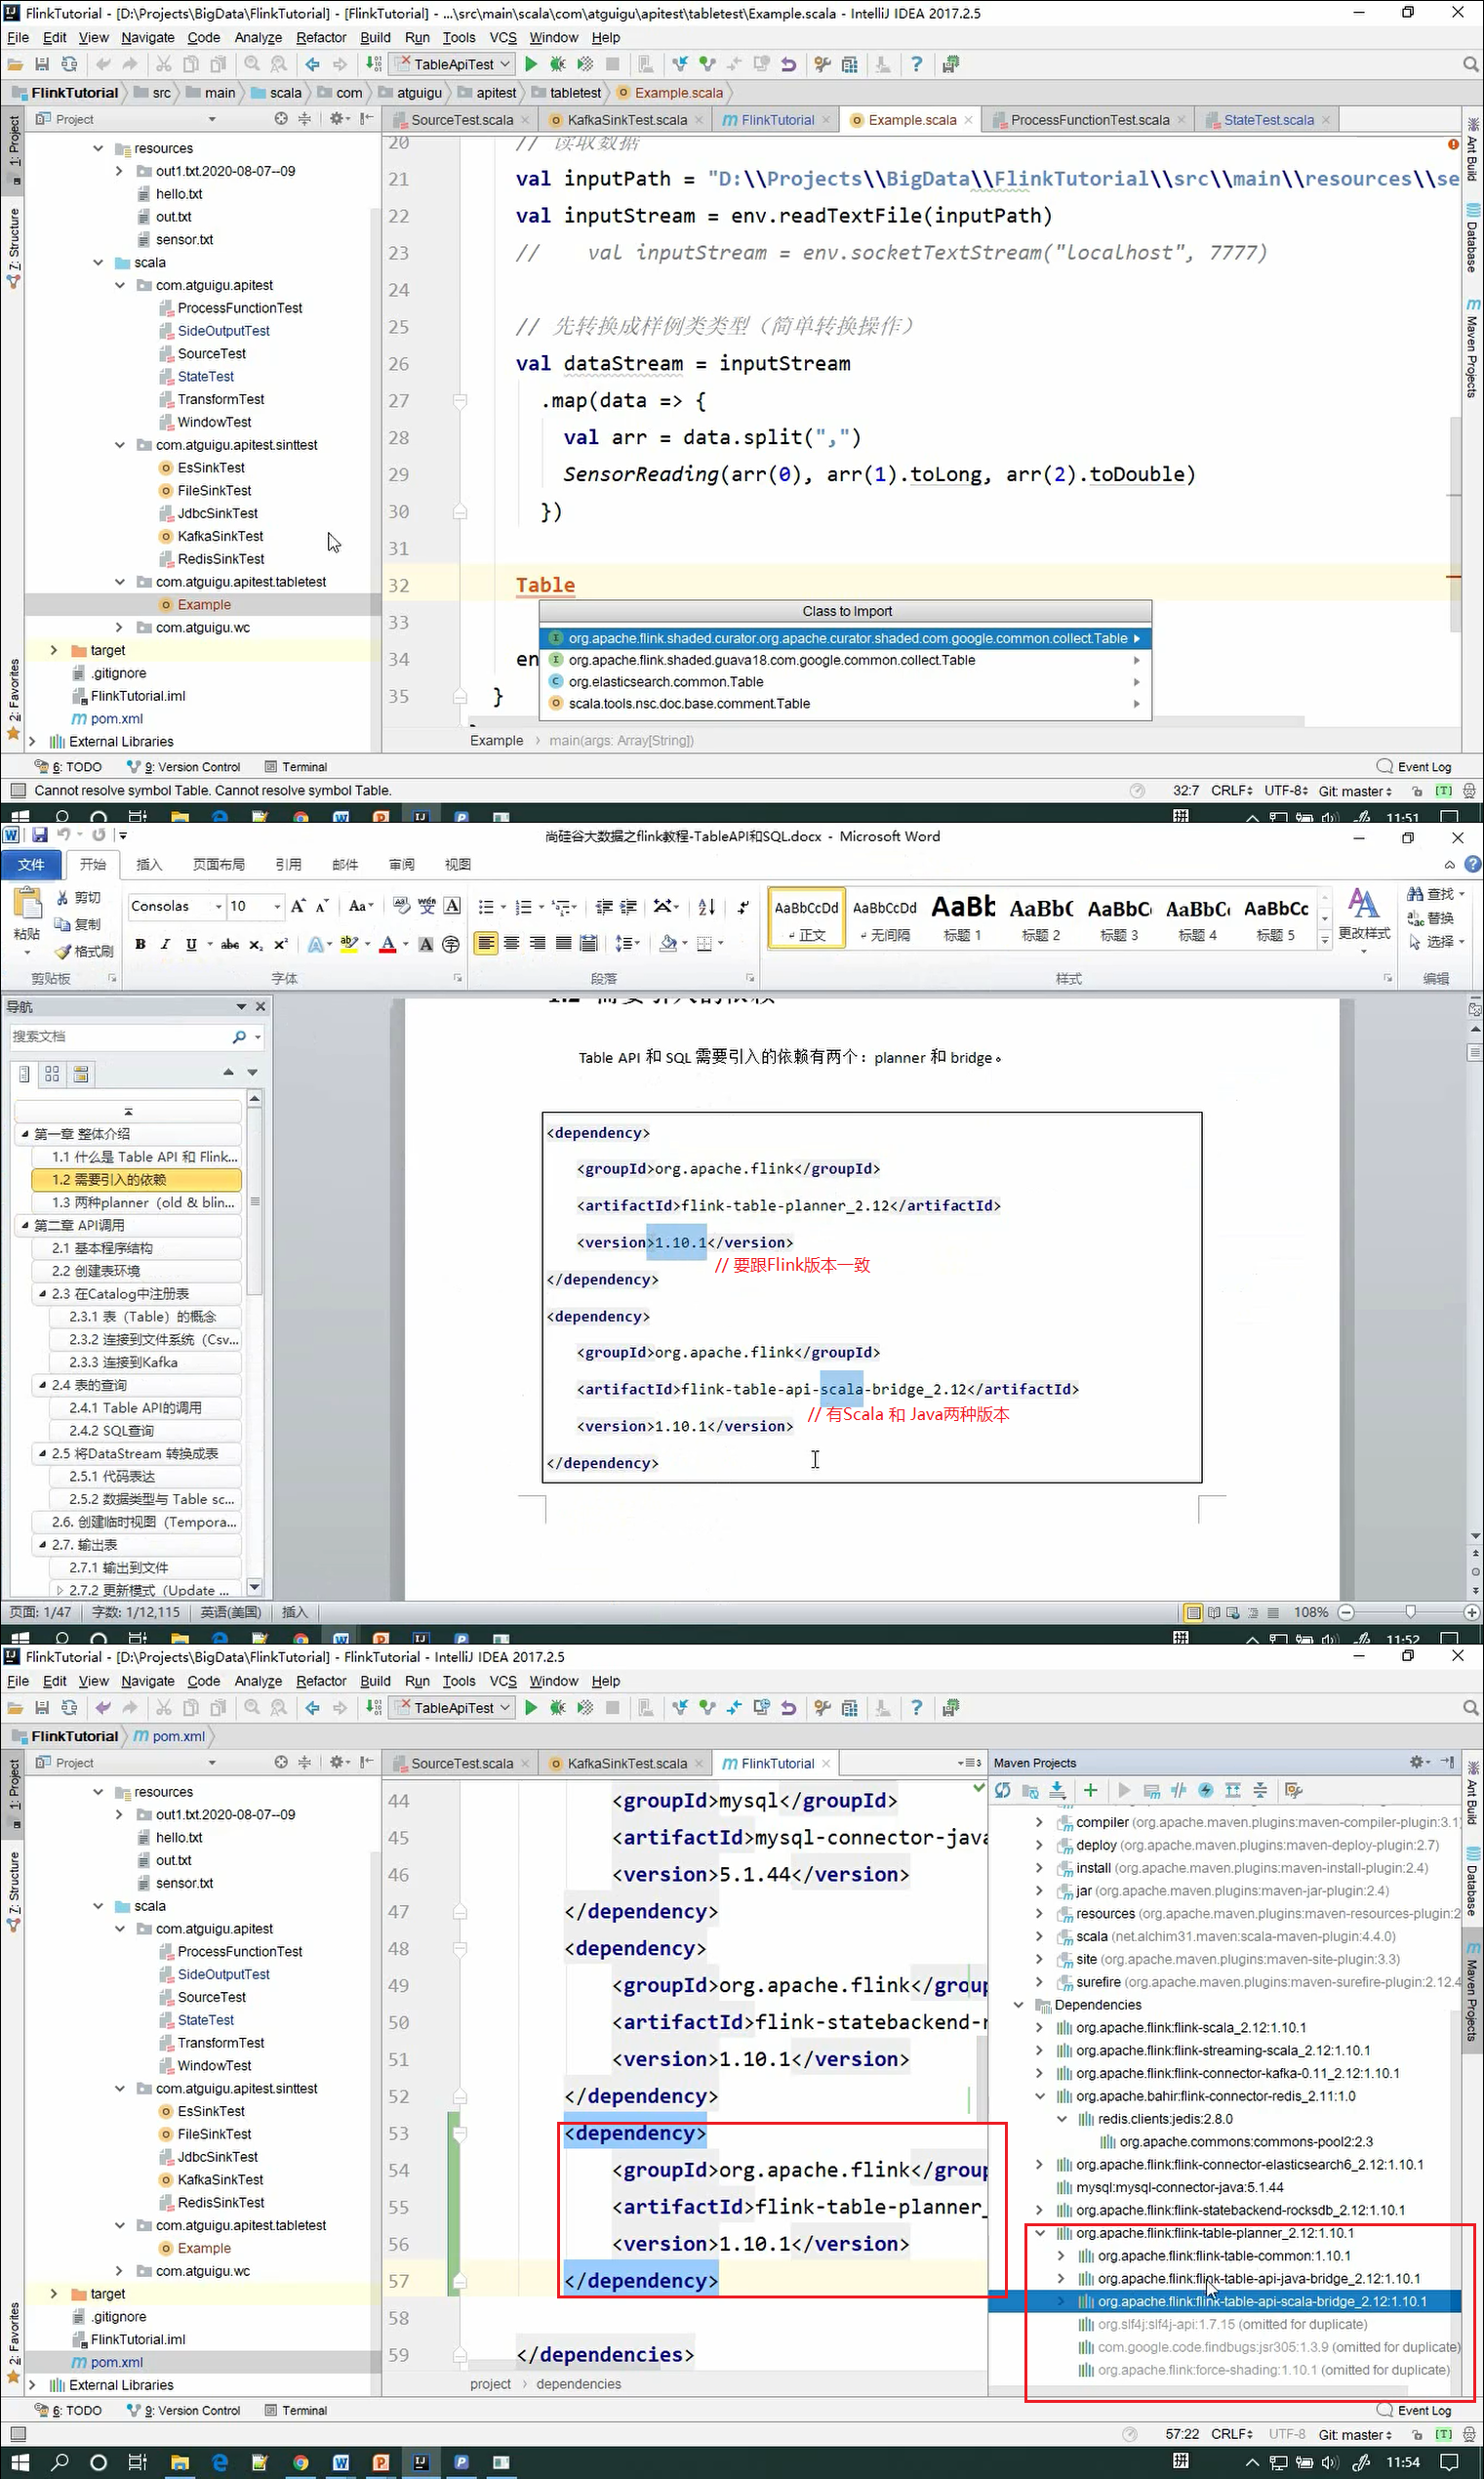 FlinkTutorial - [D:\Projects\BigData\FlinkTutorial] - [FlinkTutorial] - ...\src\main\scala\com\atguigu\apitest\tabletest\Example.scala - IntelliJ IDEA 2017.2.5
File Edit View Navigate Code Analyze Refactor Build Run Tools VCS Window Help
TableApiTest
FlinkTutorial src main scala com atguigu apitest tabletest Example.scala
Project
SourceTest.scala KafkaSinkTest.scala FlinkTutorial Example.scala ProcessFunctionTest.scala StateTest.scala
1: Project
7: Structure
2: Favorites
Ant Build
Database
Maven Projects
resources
out1.txt.2020-08-07--09
hello.txt
out.txt
sensor.txt
scala
com.atguigu.apitest
ProcessFunctionTest
SideOutputTest
SourceTest
StateTest
TransformTest
WindowTest
com.atguigu.apitest.sinttest
EsSinkTest
FileSinkTest
JdbcSinkTest
KafkaSinkTest
RedisSinkTest
com.atguigu.apitest.tabletest
Example
com.atguigu.wc
target
.gitignore
FlinkTutorial.iml
pom.xml
External Libraries
20 // 读取数据
21 val inputPath = "D:\\Projects\\BigData\\FlinkTutorial\\src\\main\\resources\\se
22 val inputStream = env.readTextFile(inputPath)
23 // val inputStream = env.socketTextStream("localhost", 7777)
24
25 // 先转换成样例类类型（简单转换操作）
26 val dataStream = inputStream
27 .map(data => {
28 val arr = data.split(",")
29 SensorReading(arr(0), arr(1).toLong, arr(2).toDouble)
30 })
31
32 Table
33
34 en
35 }
Class to Import
org.apache.flink.shaded.curator.org.apache.curator.shaded.com.google.common.collect.Table
org.apache.flink.shaded.guava18.com.google.common.collect.Table
org.elasticsearch.common.Table
scala.tools.nsc.doc.base.comment.Table
Example main(args: Array[String])
6: TODO 9: Version Control Terminal Event Log
Cannot resolve symbol Table. Cannot resolve symbol Table. 32:7 CRLF UTF-8 Git: master
11:51
尚硅谷大数据之flink教程-TableAPI和SQL.docx - Microsoft Word
文件 开始 插入 页面布局 引用 邮件 审阅 视图
粘贴 剪切 复制 格式刷
Consolas 10
AaBbCcDd AaBbCcDd AaBb AaBbC AaBbC AaBbC AaBbCc
正文 无间隔 标题 1 标题 2 标题 3 标题 4 标题 5
更改样式 查找 替换 选择
剪贴板 字体 段落 样式 编辑
导航
搜索文档
第一章 整体介绍
1.1 什么是 Table API 和 Flink...
1.2 需要引入的依赖
1.3 两种planner（old & blin...
第二章 API调用
2.1 基本程序结构
2.2 创建表环境
2.3 在Catalog中注册表
2.3.1 表（Table）的概念
2.3.2 连接到文件系统（Csv...
2.3.3 连接到Kafka
2.4 表的查询
2.4.1 Table API的调用
2.4.2 SQL查询
2.5 将DataStream 转换成表
2.5.1 代码表达
2.5.2 数据类型与 Table sc...
2.6. 创建临时视图（Tempora...
2.7. 输出表
2.7.1 输出到文件
2.7.2 更新模式（Update ...
1.2 需要引入的依赖
Table API 和 SQL 需要引入的依赖有两个：planner 和 bridge。
<dependency>
<groupId>org.apache.flink</groupId>
<artifactId>flink-table-planner_2.12</artifactId>
<version>1.10.1</version>
// 要跟Flink版本一致
</dependency>
<dependency>
<groupId>org.apache.flink</groupId>
<artifactId>flink-table-api-scala-bridge_2.12</artifactId>
// 有Scala 和 Java两种版本
<version>1.10.1</version>
</dependency>
页面: 1/47 字数: 1/12,115 英语(美国) 插入 108%
11:52
FlinkTutorial - [D:\Projects\BigData\FlinkTutorial] - FlinkTutorial - IntelliJ IDEA 2017.2.5
File Edit View Navigate Code Analyze Refactor Build Run Tools VCS Window Help
TableApiTest
FlinkTutorial pom.xml
Project
SourceTest.scala KafkaSinkTest.scala FlinkTutorial
Maven Projects
1: Project
7: Structure
2: Favorites
Ant Build
Database
Maven Projects
resources
out1.txt.2020-08-07--09
hello.txt
out.txt
sensor.txt
scala
com.atguigu.apitest
ProcessFunctionTest
SideOutputTest
SourceTest
StateTest
TransformTest
WindowTest
com.atguigu.apitest.sinttest
EsSinkTest
FileSinkTest
JdbcSinkTest
KafkaSinkTest
RedisSinkTest
com.atguigu.apitest.tabletest
Example
com.atguigu.wc
target
.gitignore
FlinkTutorial.iml
pom.xml
External Libraries
44 <groupId>mysql</groupId>
45 <artifactId>mysql-connector-java
46 <version>5.1.44</version>
47 </dependency>
48 <dependency>
49 <groupId>org.apache.flink</group
50 <artifactId>flink-statebackend-r
51 <version>1.10.1</version>
52 </dependency>
53 <dependency>
54 <groupId>org.apache.flink</group
55 <artifactId>flink-table-planner_
56 <version>1.10.1</version>
57 </dependency>
58
59 </dependencies>
project dependencies
compiler (org.apache.maven.plugins:maven-compiler-plugin:3.1)
deploy (org.apache.maven.plugins:maven-deploy-plugin:2.7)
install (org.apache.maven.plugins:maven-install-plugin:2.4)
jar (org.apache.maven.plugins:maven-jar-plugin:2.4)
resources (org.apache.maven.plugins:maven-resources-plugin:2
scala (net.alchim31.maven:scala-maven-plugin:4.4.0)
site (org.apache.maven.plugins:maven-site-plugin:3.3)
surefire (org.apache.maven.plugins:maven-surefire-plugin:2.12.4
Dependencies
org.apache.flink:flink-scala_2.12:1.10.1
org.apache.flink:flink-streaming-scala_2.12:1.10.1
org.apache.flink:flink-connector-kafka-0.11_2.12:1.10.1
org.apache.bahir:flink-connector-redis_2.11:1.0
redis.clients:jedis:2.8.0
org.apache.commons:commons-pool2:2.3
org.apache.flink:flink-connector-elasticsearch6_2.12:1.10.1
mysql:mysql-connector-java:5.1.44
org.apache.flink:flink-statebackend-rocksdb_2.12:1.10.1
org.apache.flink:flink-table-planner_2.12:1.10.1
org.apache.flink:flink-table-common:1.10.1
org.apache.flink:flink-table-api-java-bridge_2.12:1.10.1
org.apache.flink:flink-table-api-scala-bridge_2.12:1.10.1
org.slf4j:slf4j-api:1.7.15 (omitted for duplicate)
com.google.code.findbugs:jsr305:1.3.9 (omitted for duplicate)
org.apache.flink:force-shading:1.10.1 (omitted for duplicate)
6: TODO 9: Version Control Terminal Event Log
57:22 CRLF UTF-8 Git: master
11:54